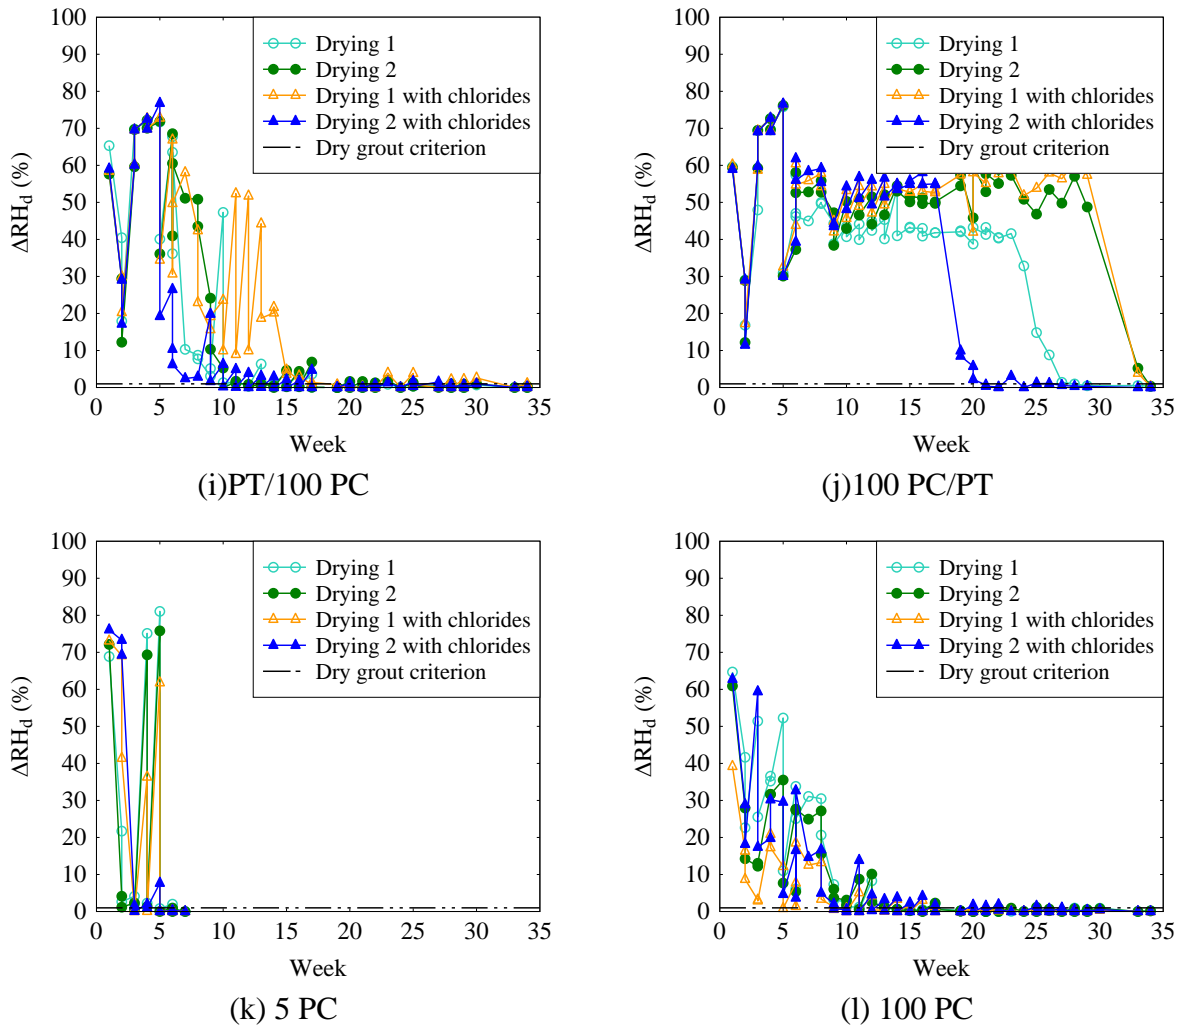 100
90
80
70
60
50
40
30
20
10
0
ΔRHd (%)
0 5 10 15 20 25 30 35
Week
Drying 1
Drying 2
Drying 1 with chlorides
Drying 2 with chlorides
Dry grout criterion
(i)PT/100 PC
100
90
80
70
60
50
40
30
20
10
0
ΔRHd (%)
0 5 10 15 20 25 30 35
Week
Drying 1
Drying 2
Drying 1 with chlorides
Drying 2 with chlorides
Dry grout criterion
(j)100 PC/PT
100
90
80
70
60
50
40
30
20
10
0
ΔRHd (%)
0 5 10 15 20 25 30 35
Week
Drying 1
Drying 2
Drying 1 with chlorides
Drying 2 with chlorides
Dry grout criterion
(k) 5 PC
100
90
80
70
60
50
40
30
20
10
0
ΔRHd (%)
0 5 10 15 20 25 30 35
Week
Drying 1
Drying 2
Drying 1 with chlorides
Drying 2 with chlorides
Dry grout criterion
(l) 100 PC